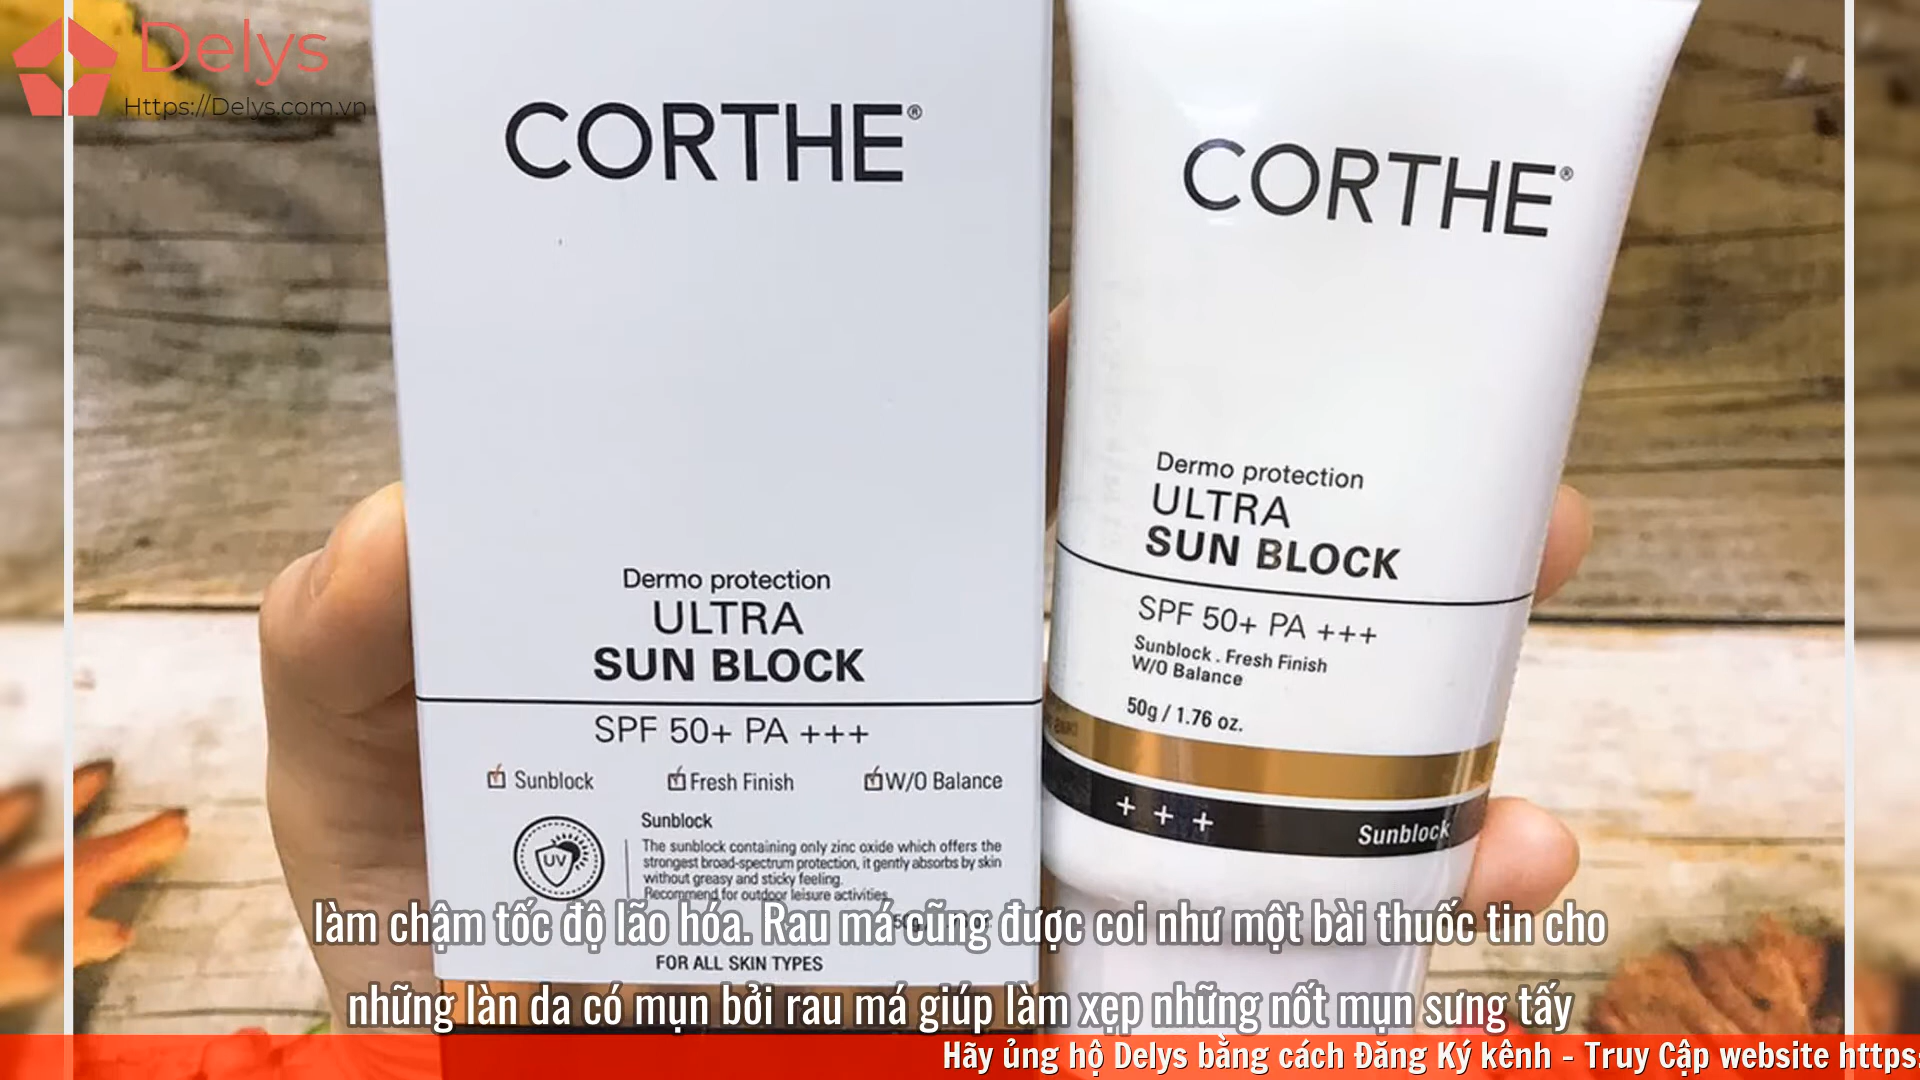 Delys
Https://Delys.com.vn
CORTHE®
Dermo protection
ULTRA
SUN BLOCK
SPF 50+ PA +++
Sunblock Fresh Finish W/O Balance
UV
Sunblock
The sunblock containing only zinc oxide which offers the
strongest broad-spectrum protection, it gently absorbs by skin
without greasy and sticky feeling.
Recommend for outdoor leisure activities.
FOR ALL SKIN TYPES
CORTHE®
Dermo protection
ULTRA
SUN BLOCK
SPF 50+ PA +++
Sunblock . Fresh Finish
W/O Balance
50g / 1.76 oz.
+ + +
Sunblock
làm chậm tốc độ lão hóa. Rau má cũng được coi như một bài thuốc tin cho
những làn da có mụn bởi rau má giúp làm xẹp những nốt mụn sưng tấy
Hãy ủng hộ Delys bằng cách Đăng Ký kênh - Truy Cập website https: